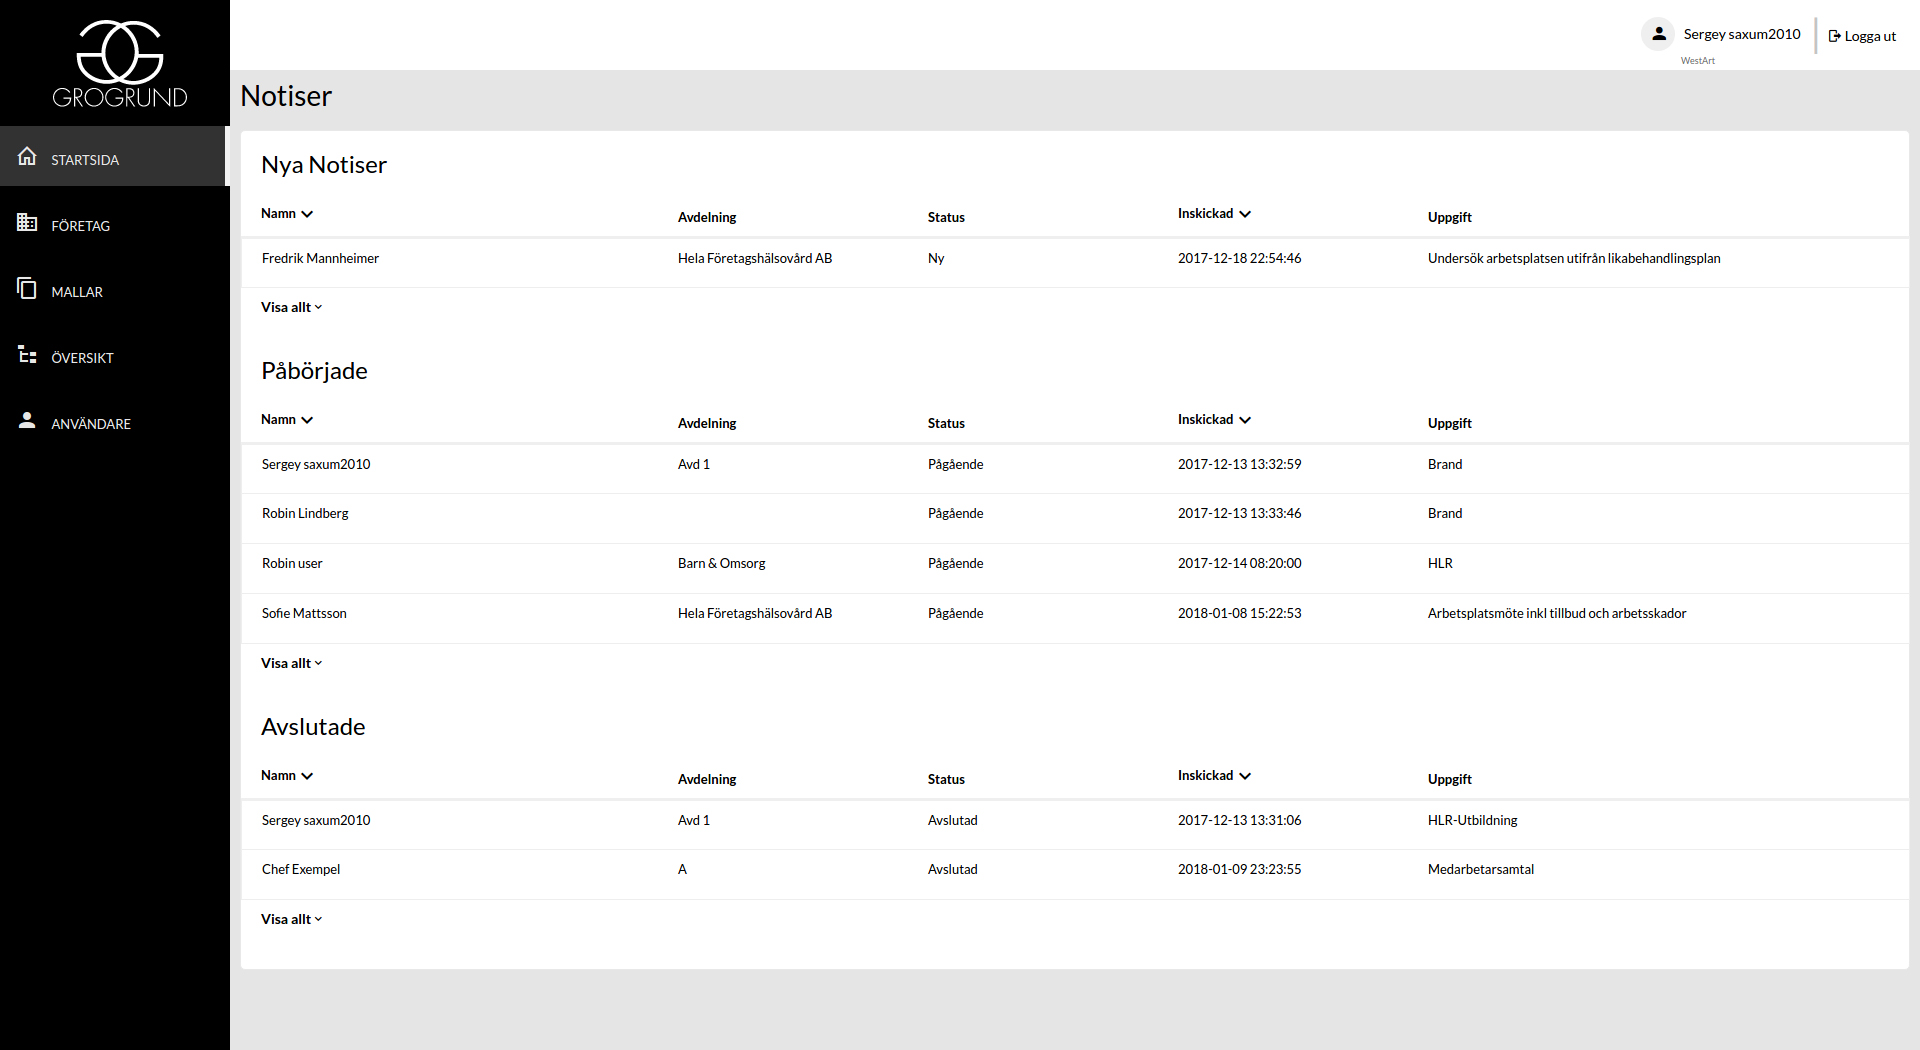 GROGRUND
STARTSIDA
FÖRETAG
MALLAR
ÖVERSIKT
ANVÄNDARE
Sergey saxum2010
WestArt
Logga ut
Notiser
Nya Notiser
Namn Avdelning Status Inskickad Uppgift
Fredrik Mannheimer Hela Företagshälsovård AB Ny 2017-12-18 22:54:46 Undersök arbetsplatsen utifrån likabehandlingsplan
Visa allt
Påbörjade
Namn Avdelning Status Inskickad Uppgift
Sergey saxum2010 Avd 1 Pågående 2017-12-13 13:32:59 Brand
Robin Lindberg Pågående 2017-12-13 13:33:46 Brand
Robin user Barn & Omsorg Pågående 2017-12-14 08:20:00 HLR
Sofie Mattsson Hela Företagshälsovård AB Pågående 2018-01-08 15:22:53 Arbetsplatsmöte inkl tillbud och arbetsskador
Visa allt
Avslutade
Namn Avdelning Status Inskickad Uppgift
Sergey saxum2010 Avd 1 Avslutad 2017-12-13 13:31:06 HLR-Utbildning
Chef Exempel A Avslutad 2018-01-09 23:23:55 Medarbetarsamtal
Visa allt